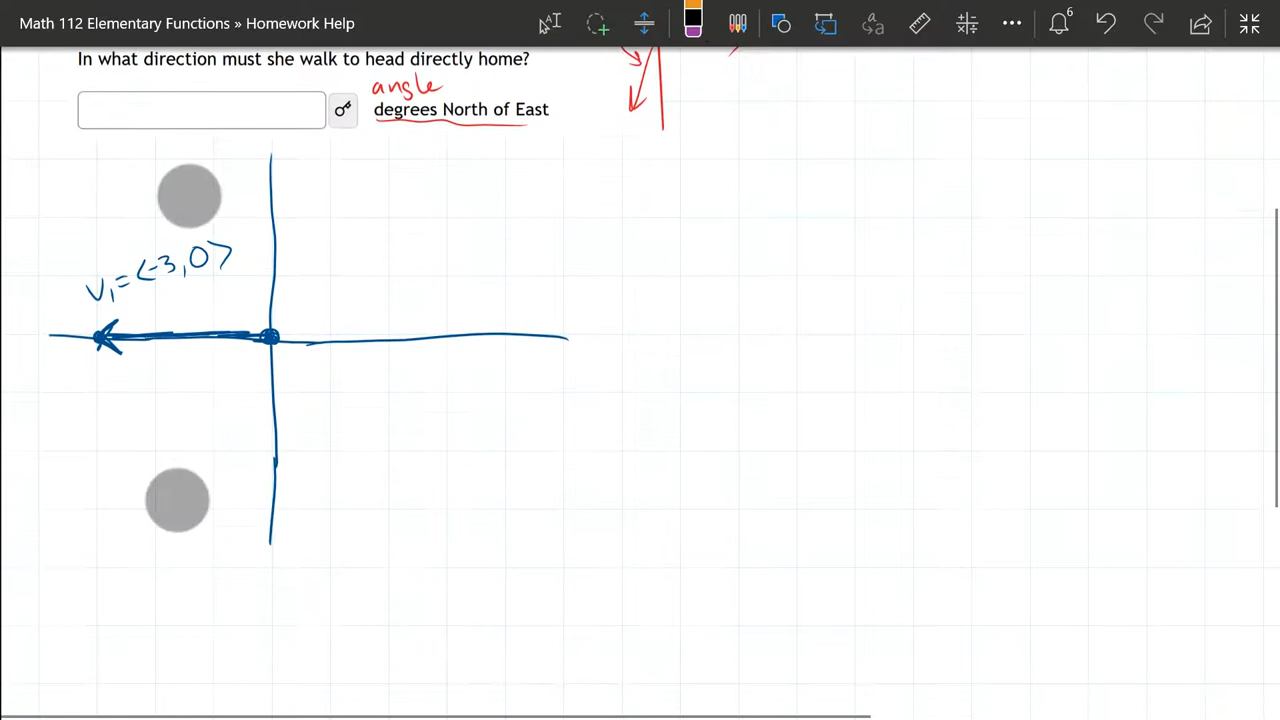 Math 112 Elementary Functions » Homework Help
6
In what direction must she walk to head directly home?
angle
degrees North of East
v₁ = ⟨-3, 0⟩